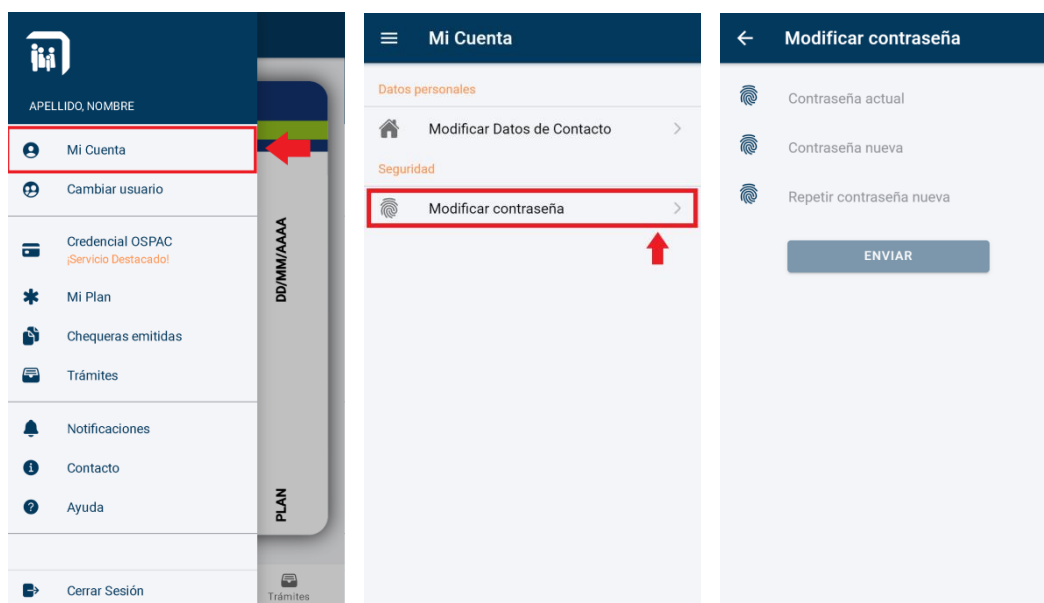 APELLIDO, NOMBRE
Mi Cuenta
Cambiar usuario
Credencial OSPAC
¡Servicio Destacado!
Mi Plan
Chequeras emitidas
Trámites
Notificaciones
Contacto
Ayuda
Cerrar Sesión
DD/MM/AAAA
PLAN
Trámites
Mi Cuenta
Datos personales
Modificar Datos de Contacto
Seguridad
Modificar contraseña
Modificar contraseña
Contraseña actual
Contraseña nueva
Repetir contraseña nueva
ENVIAR